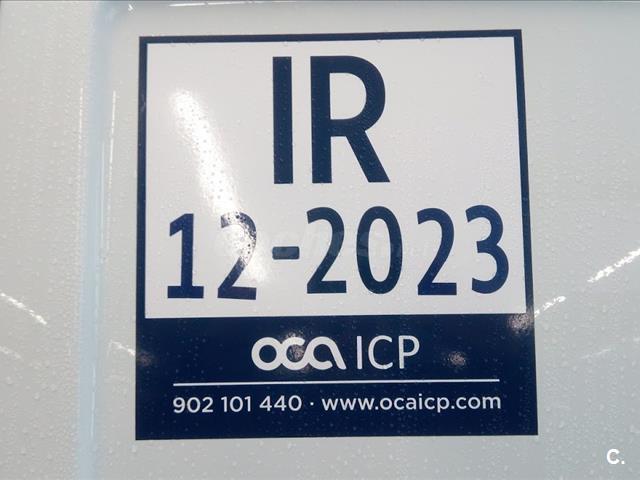 IR
12-2023
oca ICP
902 101 440 · www.ocaicp.com
C.